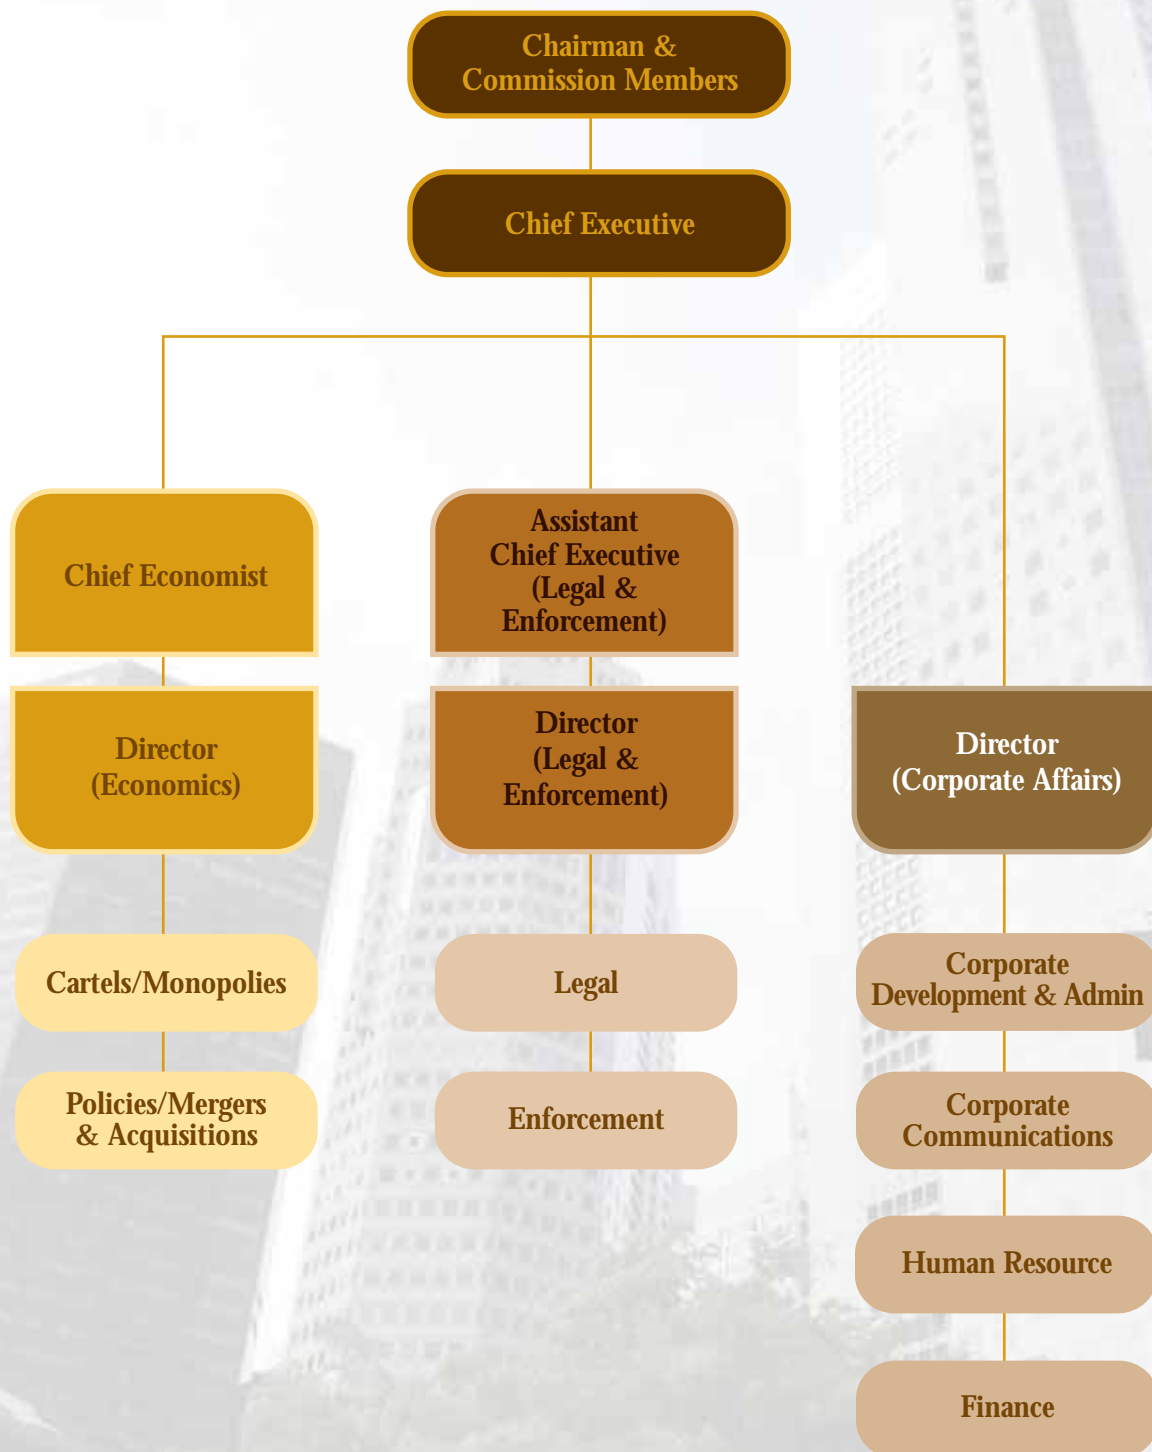 Chairman &
Commission Members
Chief Executive
Chief Economist
Assistant
Chief Executive
(Legal &
Enforcement)
Director
(Economics)
Director
(Legal &
Enforcement)
Director
(Corporate Affairs)
Cartels/Monopolies
Legal
Corporate
Development & Admin
Policies/Mergers
& Acquisitions
Enforcement
Corporate
Communications
Human Resource
Finance